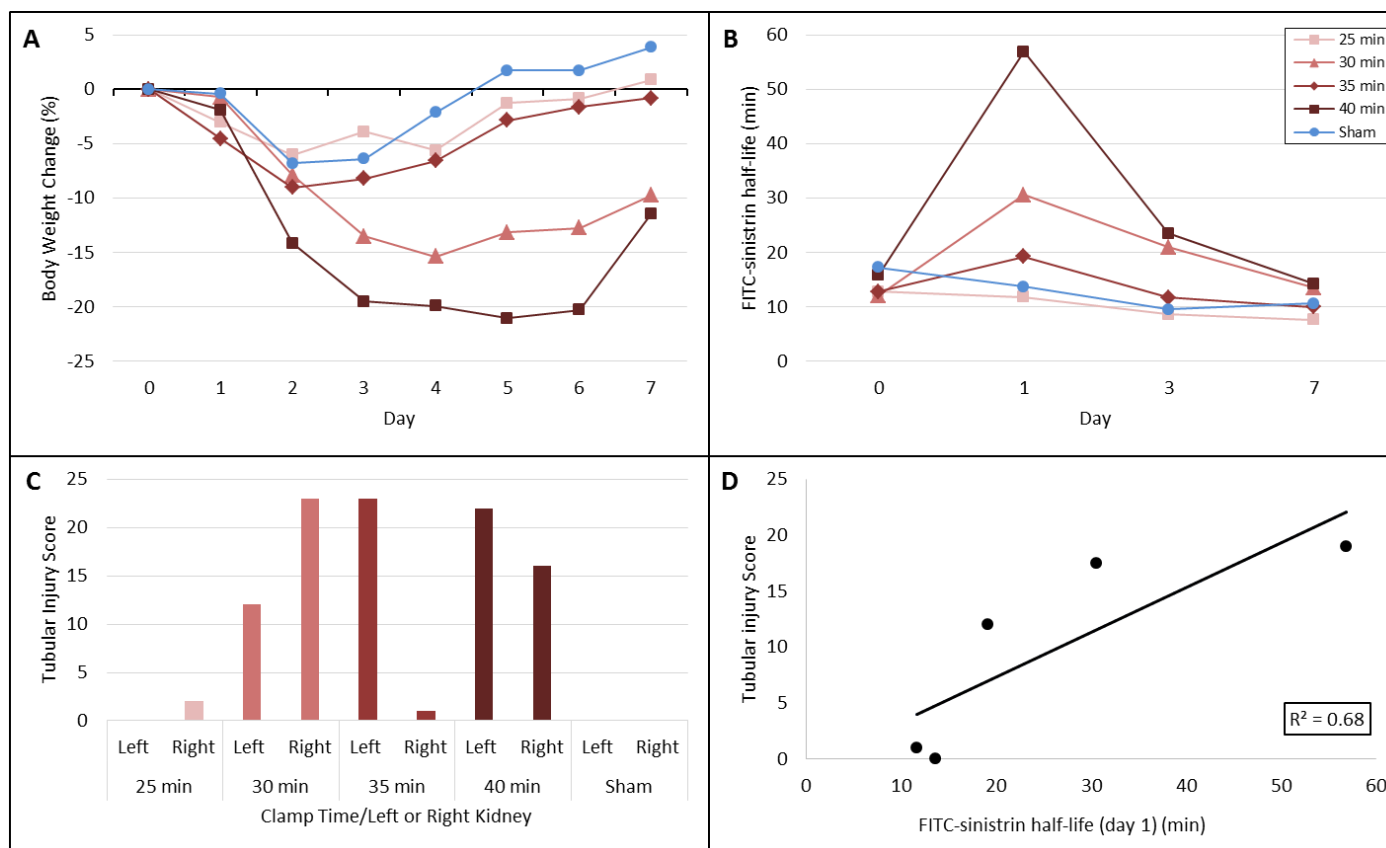 A
5
0
-5
-10
-15
-20
-25
Body Weight Change (%)
0 1 2 3 4 5 6 7
Day
B
60
50
40
30
20
10
0
FITC-sinistrin half-life (min)
0 1 3 7
Day
25 min
30 min
35 min
40 min
Sham
C
25
20
15
10
5
0
Tubular Injury Score
Left Right Left Right Left Right Left Right Left Right
25 min 30 min 35 min 40 min Sham
Clamp Time/Left or Right Kidney
D
25
20
15
10
5
0
Tubular injury Score
R² = 0.68
0 10 20 30 40 50 60
FITC-sinistrin half-life (day 1) (min)